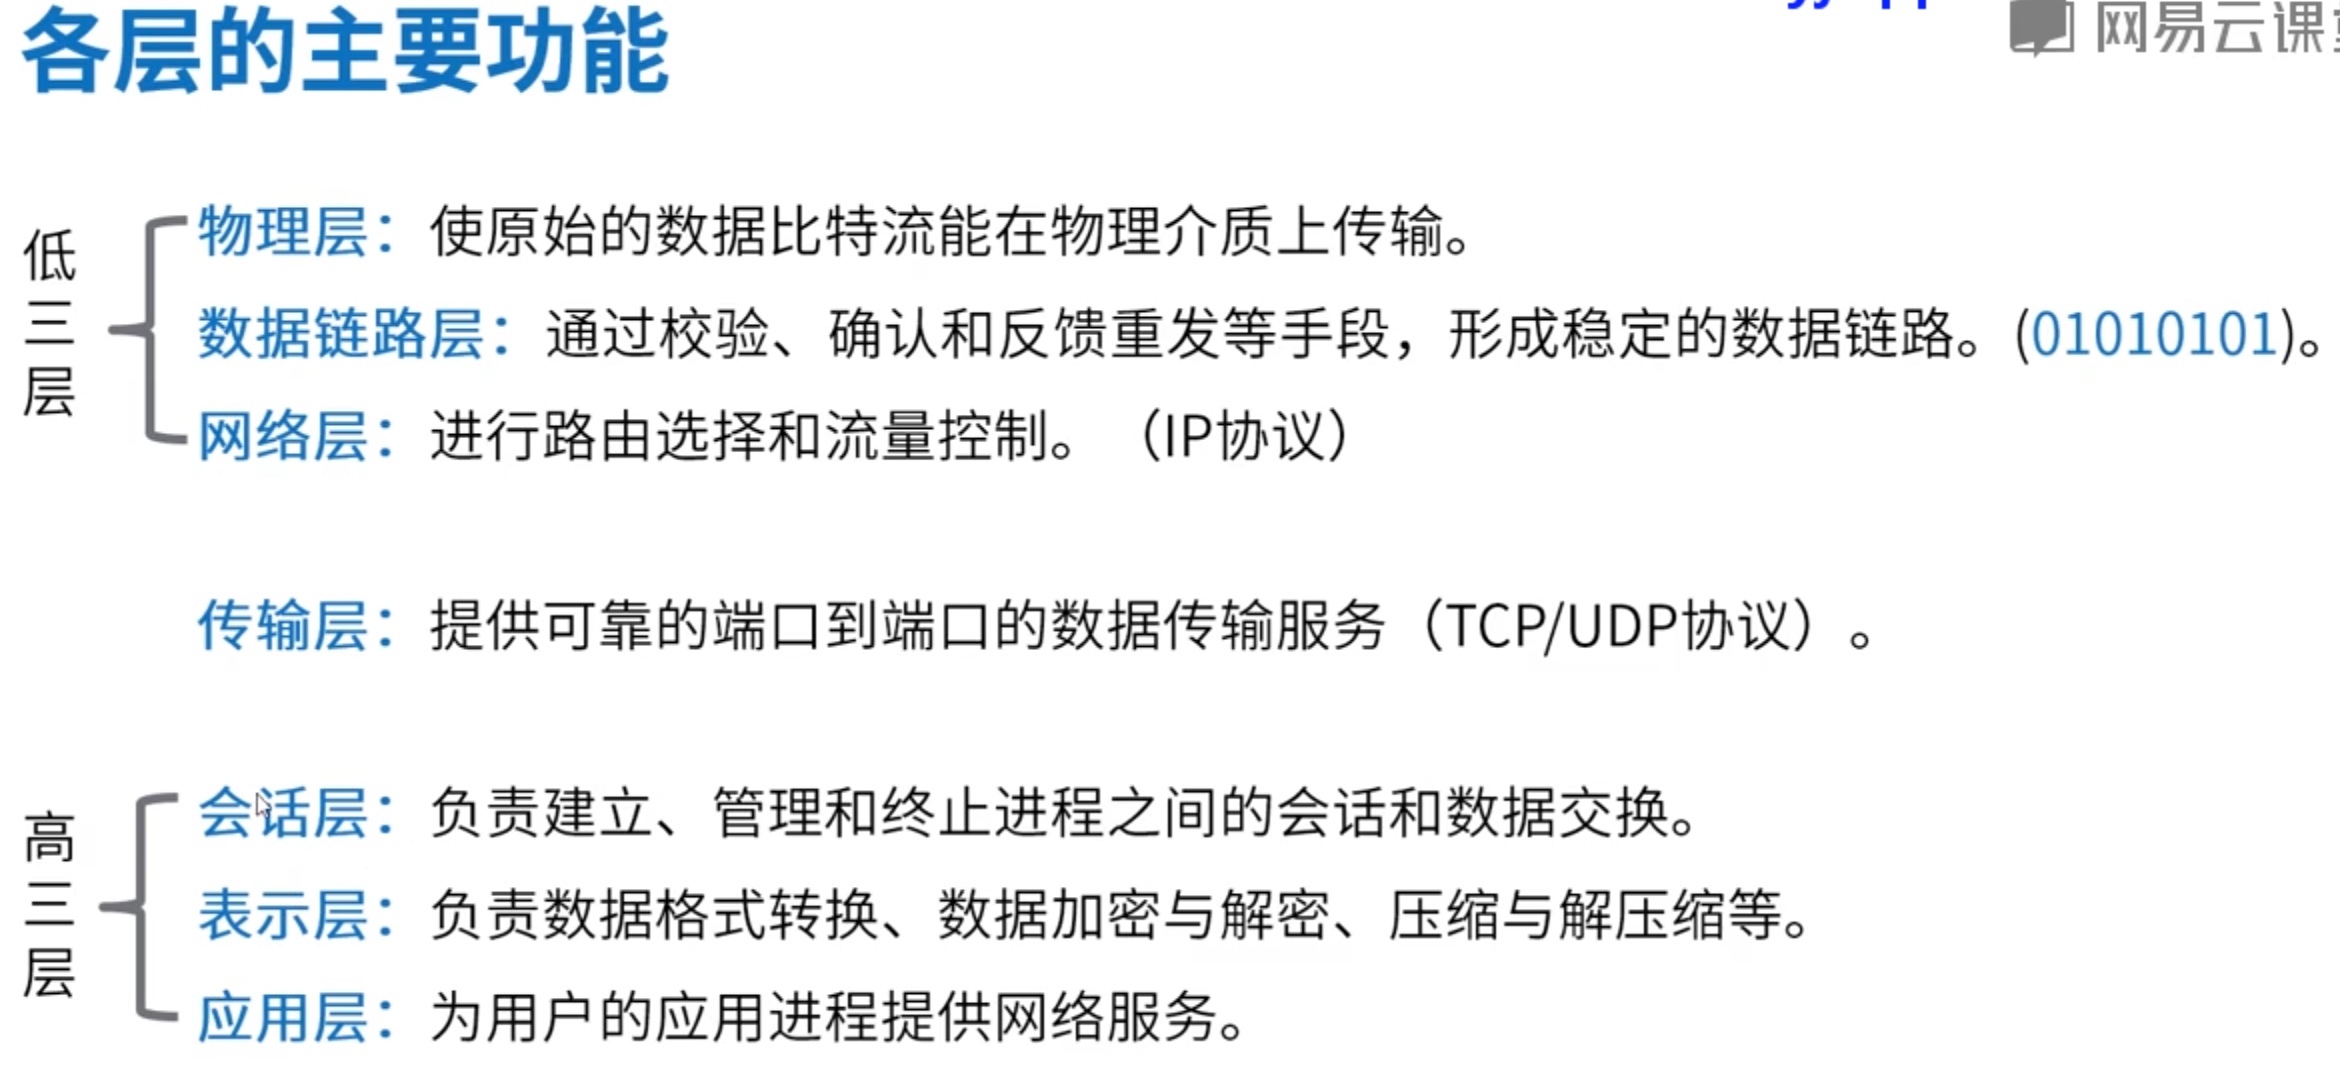 各层的主要功能
网易云课
低三层
物理层：使原始的数据比特流能在物理介质上传输。
数据链路层：通过校验、确认和反馈重发等手段，形成稳定的数据链路。(01010101)。
网络层：进行路由选择和流量控制。（IP协议）
传输层：提供可靠的端口到端口的数据传输服务（TCP/UDP协议）。
高三层
会话层：负责建立、管理和终止进程之间的会话和数据交换。
表示层：负责数据格式转换、数据加密与解密、压缩与解压缩等。
应用层：为用户的应用进程提供网络服务。